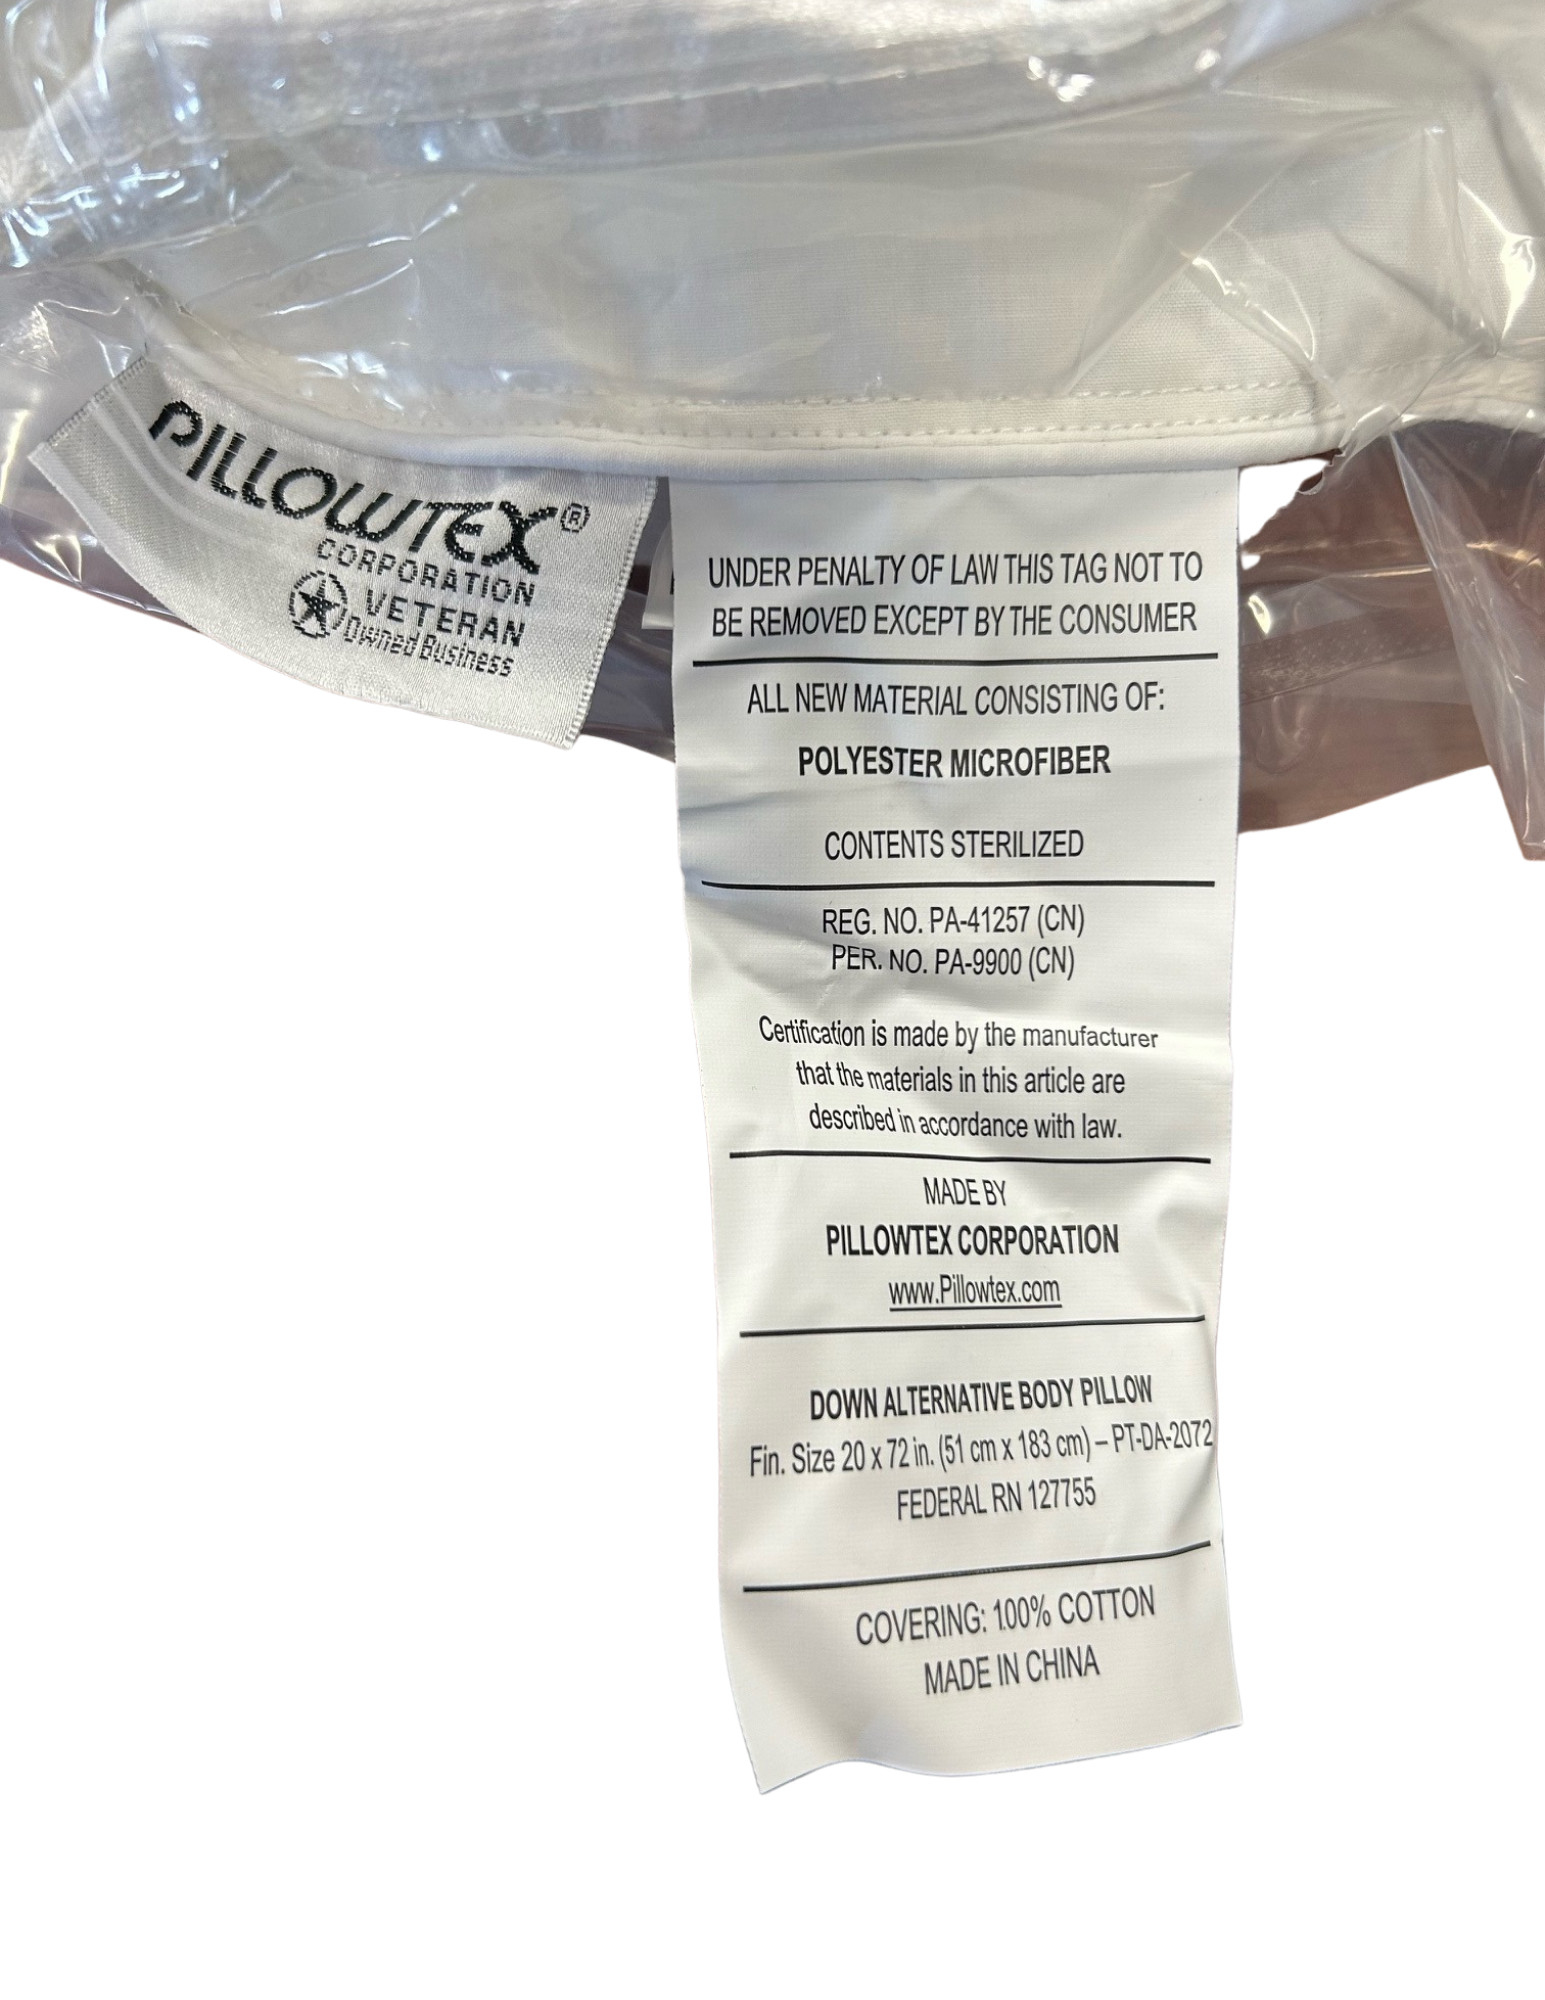 PILLOWTEX®
CORPORATION
VETERAN
Owned Business
UNDER PENALTY OF LAW THIS TAG NOT TO
BE REMOVED EXCEPT BY THE CONSUMER
ALL NEW MATERIAL CONSISTING OF:
POLYESTER MICROFIBER
CONTENTS STERILIZED
REG. NO. PA-41257 (CN)
PER. NO. PA-9900 (CN)
Certification is made by the manufacturer
that the materials in this article are
described in accordance with law.
MADE BY
PILLOWTEX CORPORATION
www.Pillowtex.com
DOWN ALTERNATIVE BODY PILLOW
Fin. Size 20 x 72 in. (51 cm x 183 cm) – PT-DA-2072
FEDERAL RN 127755
COVERING: 100% COTTON
MADE IN CHINA